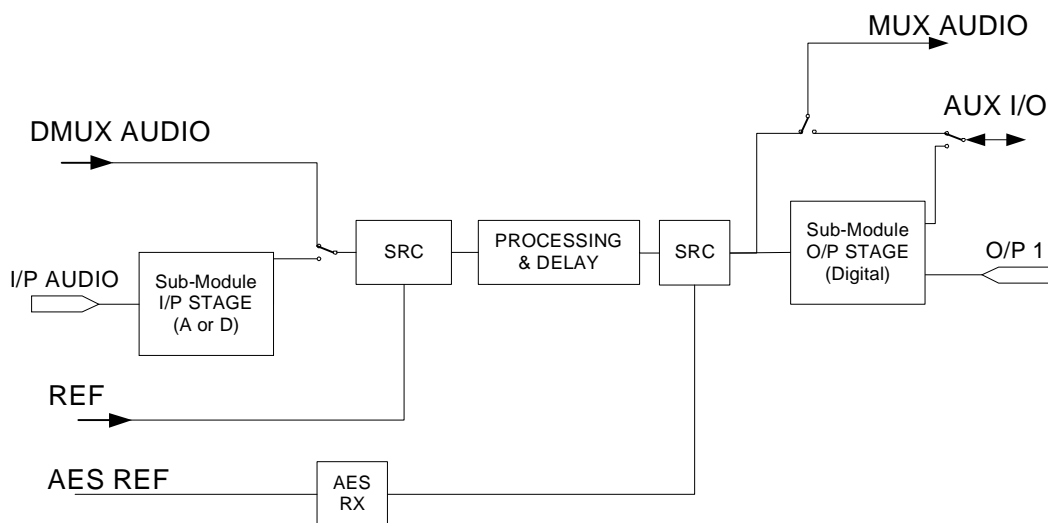 MUX AUDIO
AUX I/O
DMUX AUDIO
SRC
PROCESSING
& DELAY
SRC
Sub-Module
O/P STAGE
(Digital)
I/P AUDIO
Sub-Module
I/P STAGE
(A or D)
O/P 1
REF
AES REF
AES
RX